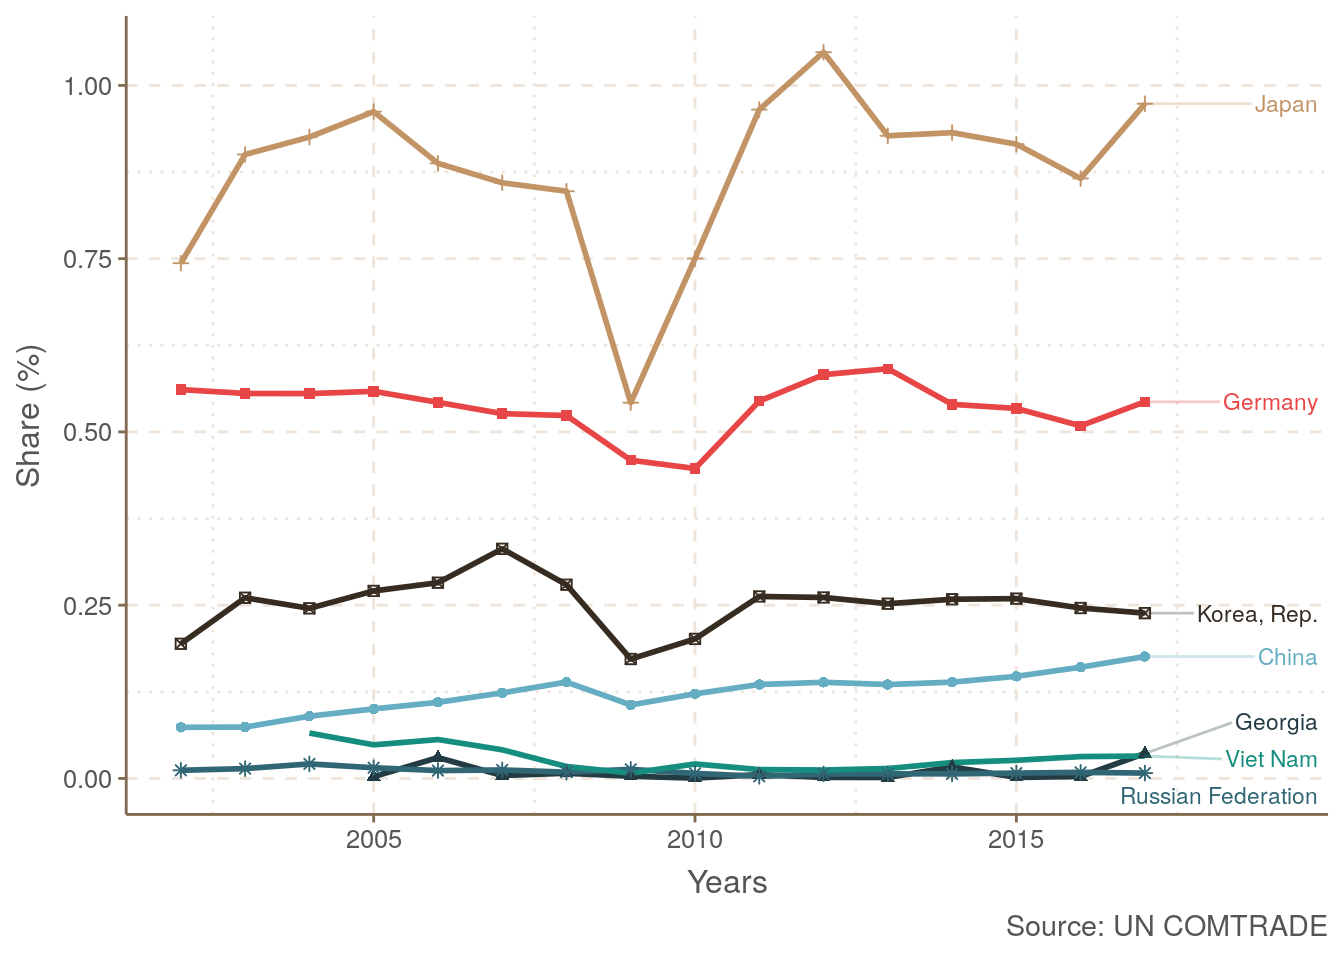 1.00
0.75
0.50
0.25
0.00
Share (%)
Japan
Germany
Korea, Rep.
China
Georgia
Viet Nam
Russian Federation
2005 2010 2015
Years
Source: UN COMTRADE